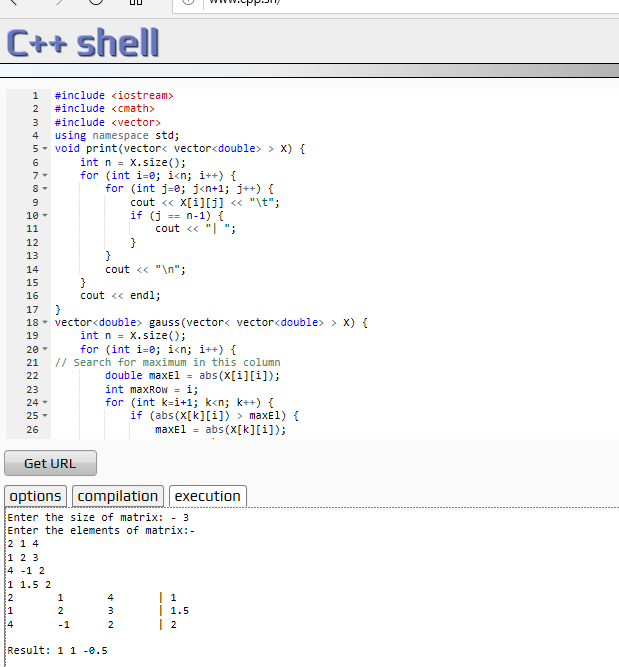 C++ shell
1 #include <iostream>
2 #include <cmath>
3 #include <vector>
4 using namespace std;
5 void print(vector< vector<double> > X) {
6 int n = X.size();
7 for (int i=0; i<n; i++) {
8 for (int j=0; j<n+1; j++) {
9 cout << X[i][j] << "\t";
10 if (j == n-1) {
11 cout << "| ";
12 }
13 }
14 cout << "\n";
15 }
16 cout << endl;
17 }
18 vector<double> gauss(vector< vector<double> > X) {
19 int n = X.size();
20 for (int i=0; i<n; i++) {
21 // Search for maximum in this column
22 double maxEl = abs(X[i][i]);
23 int maxRow = i;
24 for (int k=i+1; k<n; k++) {
25 if (abs(X[k][i]) > maxEl) {
26 maxEl = abs(X[k][i]);
Get URL
options compilation execution
Enter the size of matrix: - 3
Enter the elements of matrix:-
2 1 4
1 2 3
4 -1 2
1 1.5 2
2 1 4 | 1
1 2 3 | 1.5
4 -1 2 | 2
Result: 1 1 -0.5